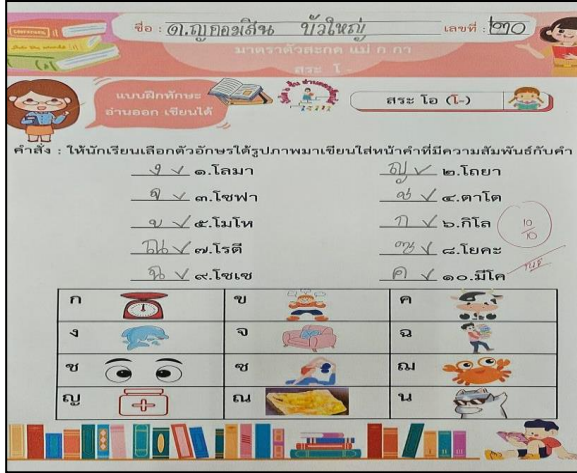 ชื่อ : ด.ญ.ออมสิน บัวใหญ่ เลขที่ : ๒๐
มาตราตัวสะกด แม่ ก กา
สระ โ -
แบบฝึกทักษะ
อ่านออก เขียนได้
สระ โอ (โ-)
คำสั่ง : ให้นักเรียนเลือกตัวอักษรใต้รูปภาพมาเขียนใส่หน้าคำที่มีความสัมพันธ์กับคำ
ง ๑.โลมา ญ ๒.โถยา
จ ๓.โซฟา ช ๔.ตาโต
ข ๕.โมโห ก ๖.กิโล
ณ ๗.โรตี ซ ๘.โยคะ
ฉ ๙.โซเซ ค ๑๐.มีโค
10
10
ก ข ค
ง จ ฉ
ช ซ ฌ
ญ ณ น